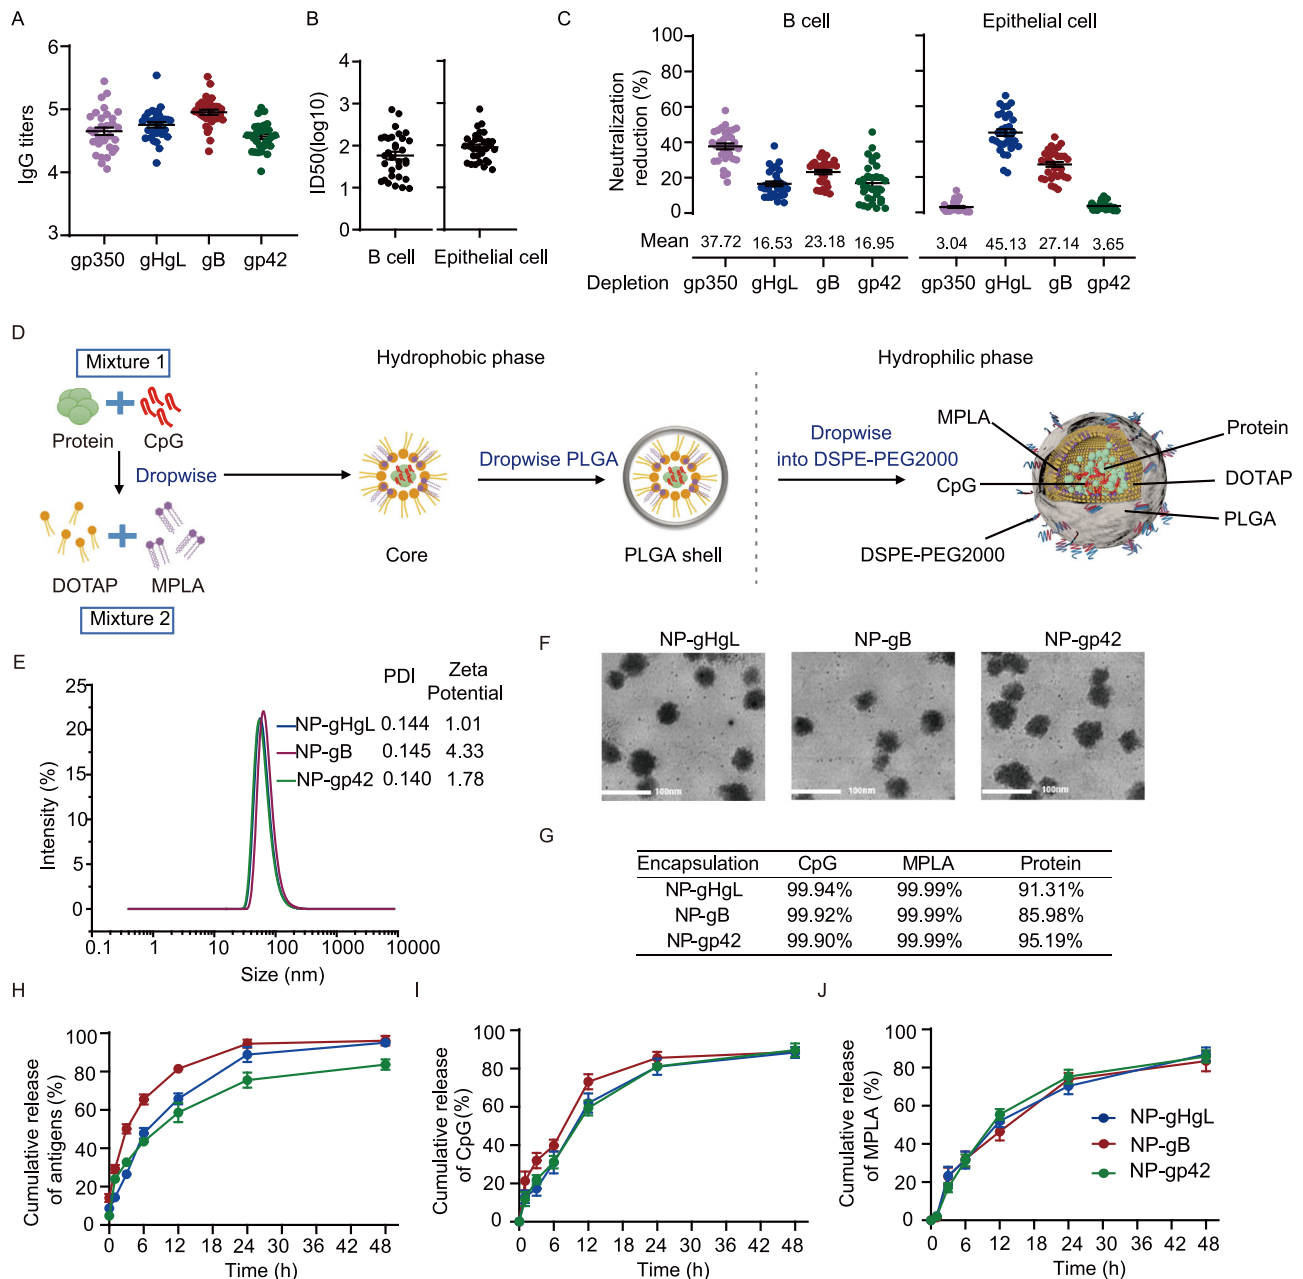 A
6
5
4
3
IgG titers
gp350 gHgL gB gp42
B
4
3
2
1
0
ID50(log10)
B cell Epithelial cell
C
B cell Epithelial cell
100
80
60
40
20
0
Neutralization
reduction (%)
Mean 37.72 16.53 23.18 16.95 3.04 45.13 27.14 3.65
Depletion gp350 gHgL gB gp42 gp350 gHgL gB gp42
D
Mixture 1
Protein CpG
Dropwise
DOTAP MPLA
Mixture 2
Hydrophobic phase
Core
Dropwise PLGA
PLGA shell
Hydrophilic phase
Dropwise
into DSPE-PEG2000
MPLA
CpG
DSPE-PEG2000
Protein
DOTAP
PLGA
E
25
20
15
10
5
0
Intensity (%)
0.1 1 10 100 1000 10000
Size (nm)
PDI Zeta
Potential
NP-gHgL 0.144 1.01
NP-gB 0.145 4.33
NP-gp42 0.140 1.78
F
NP-gHgL NP-gB NP-gp42
100nm 100nm 100nm
G
Encapsulation CpG MPLA Protein
NP-gHgL 99.94% 99.99% 91.31%
NP-gB 99.92% 99.99% 85.98%
NP-gp42 99.90% 99.99% 95.19%
H
100
80
60
40
20
0
Cumulative release
of antigens (%)
0 6 12 18 24 30 36 42 48
Time (h)
I
100
80
60
40
20
0
Cumulative release
of CpG (%)
0 6 12 18 24 30 36 42 48
Time (h)
J
100
80
60
40
20
0
Cumulative release
of MPLA (%)
0 6 12 18 24 30 36 42 48
Time (h)
NP-gHgL
NP-gB
NP-gp42